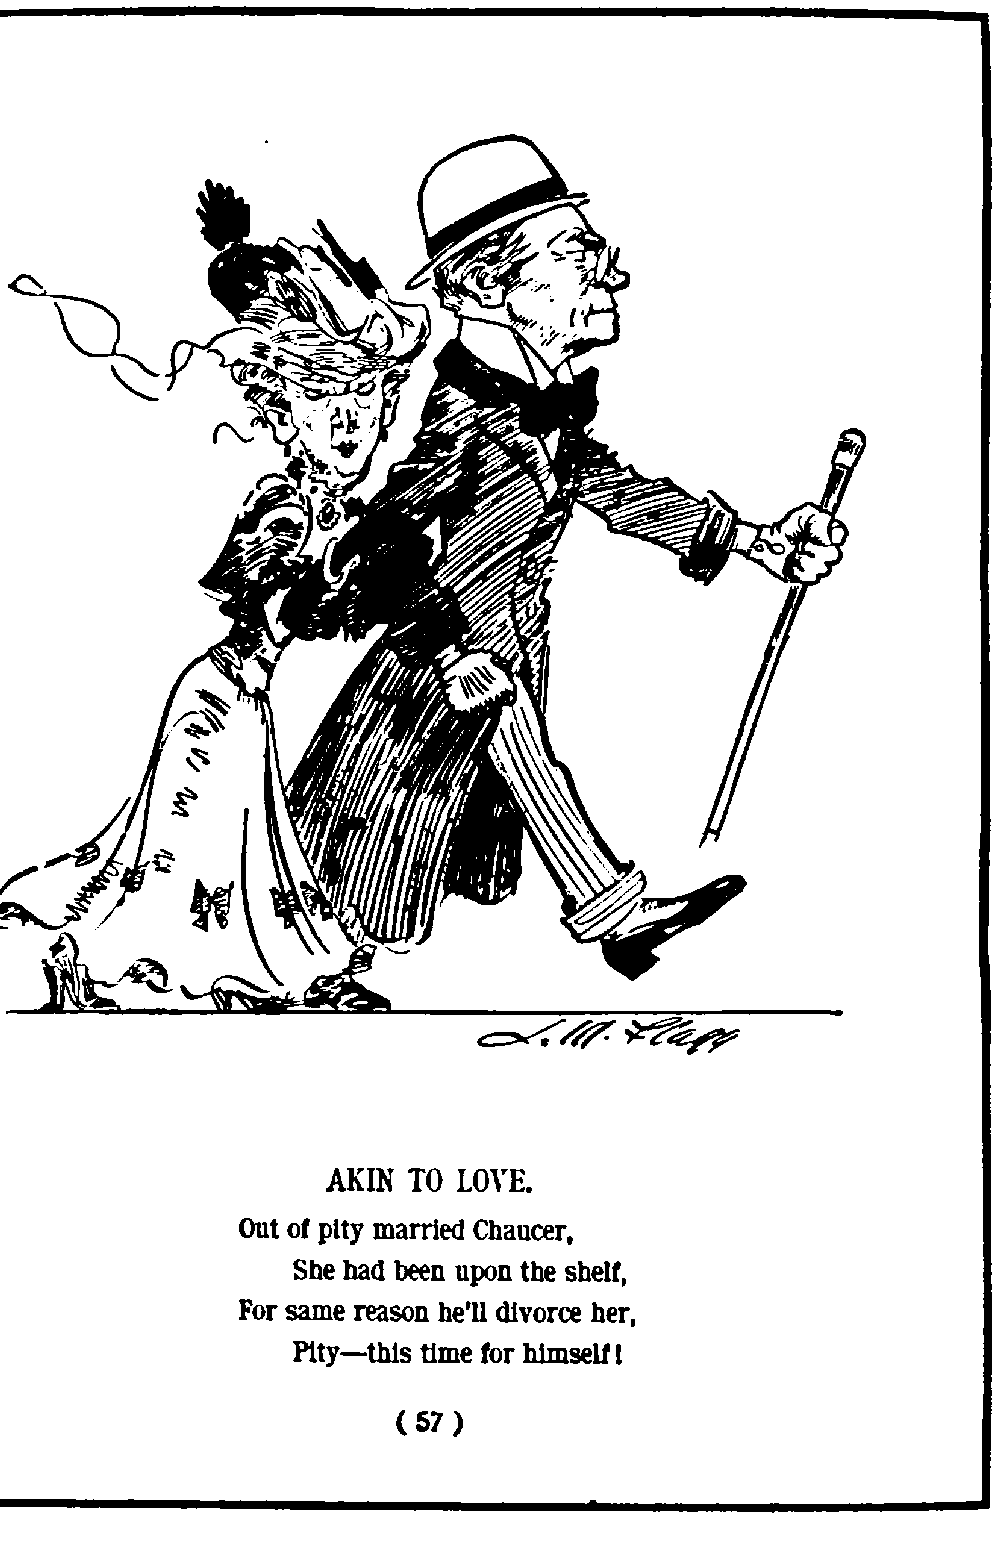 J. M. Flagg
AKIN TO LOVE.
Out of pity married Chaucer,
She had been upon the shelf,
For same reason he'll divorce her,
Pity—this time for himself!
( 57 )